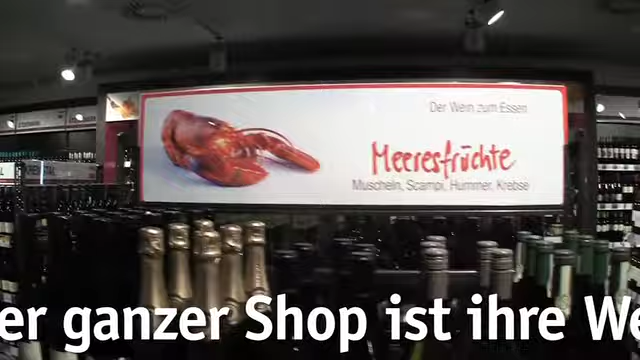 Der Wein zum Essen
Meeresfrüchte
Muscheln, Scampi, Hummer, Krebse
er ganzer Shop ist ihre We